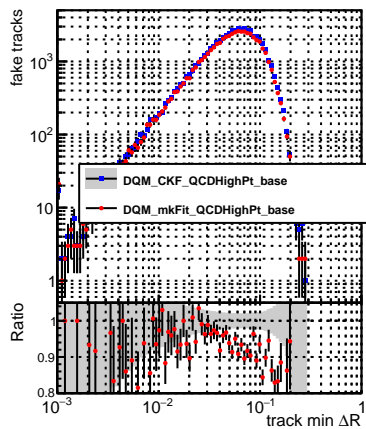 fake tracks
10³
10²
10
1
DQM_CKF_QCDHighPt_base
DQM_mkFit_QCDHighPt_base
Ratio
1
0.9
0.8
10⁻³
10⁻²
10⁻¹
1
track min ΔR